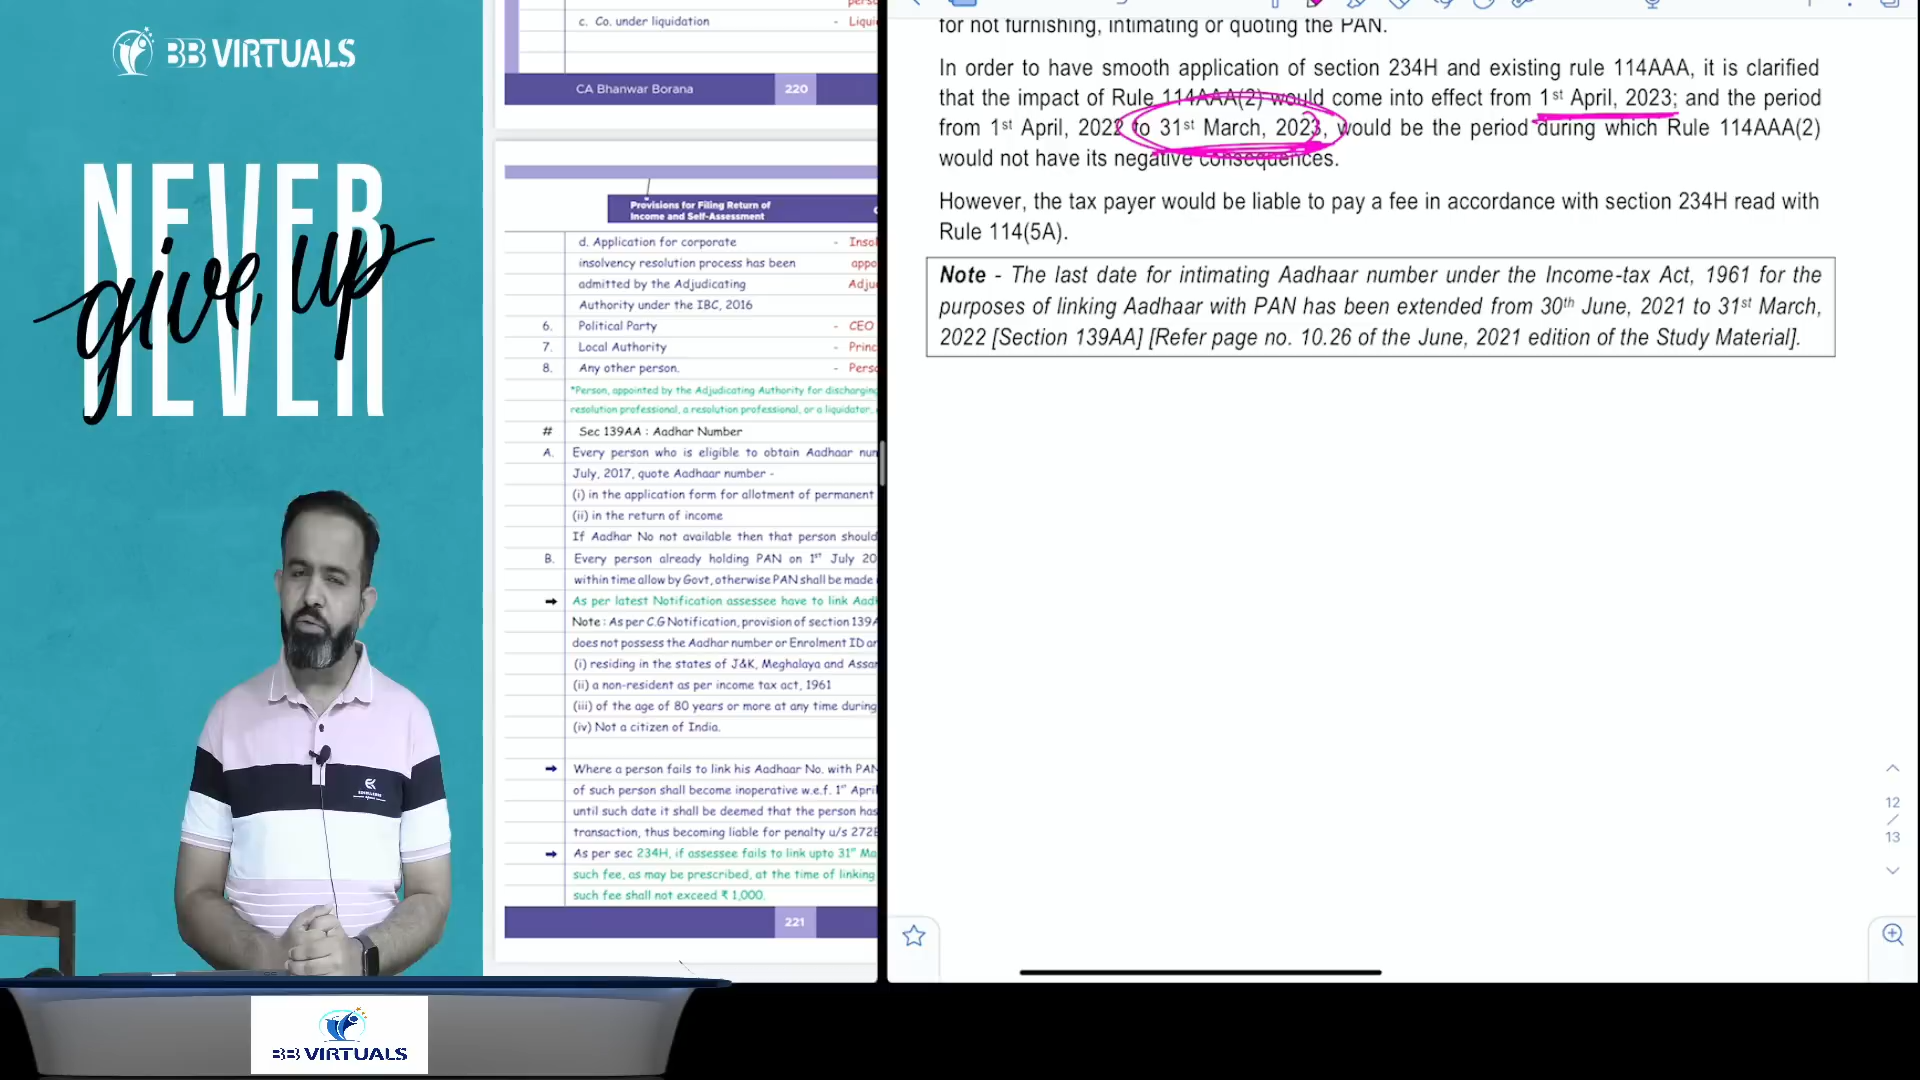 BB VIRTUALS
NEVER
give up
NEVER
c. Co. under liquidation
CA Bhanwar Borana 220
Provisions for Filing Return of
Income and Self-Assessment
d. Application for corporate
insolvency resolution process has been
admitted by the Adjudicating
Authority under the IBC, 2016
6. Political Party - CEO
7. Local Authority -
8. Any other person. -
*Person, appointed by the Adjudicating Authority for discharging
resolution professional, a resolution professional, or a liquidator,
# Sec 139AA : Aadhar Number
A. Every person who is eligible to obtain Aadhaar
July, 2017, quote Aadhaar number -
(i) in the application form for allotment of permanent
(ii) in the return of income
If Aadhar No not available then that person should
B. Every person already holding PAN on 1st July 20
within time allow by Govt, otherwise PAN shall be made
➡ As per latest Notification assessee have to link
Note : As per C.G Notification, provision of section
does not possess the Aadhar number or Enrolment ID
(i) residing in the states of J&K, Meghalaya and
(ii) a non-resident as per income tax act, 1961
(iii) of the age of 80 years or more at any time during
(iv) Not a citizen of India.
➡ Where a person fails to link his Aadhaar No. with PAN
of such person shall become inoperative w.e.f. 1st
until such date it shall be deemed that the person has
transaction, thus becoming liable for penalty u/s
➡ As per sec 234H, if assessee fails to link upto 31st
such fee, as may be prescribed, at the time of linking
such fee shall not exceed ₹ 1,000.
221
for not furnishing, intimating or quoting the PAN.
In order to have smooth application of section 234H and existing rule 114AAA, it is clarified
that the impact of Rule 114AAA(2) would come into effect from 1st April, 2023; and the period
from 1st April, 2022 to 31st March, 2023, would be the period during which Rule 114AAA(2)
would not have its negative consequences.
However, the tax payer would be liable to pay a fee in accordance with section 234H read with
Rule 114(5A).
Note - The last date for intimating Aadhaar number under the Income-tax Act, 1961 for the
purposes of linking Aadhaar with PAN has been extended from 30th June, 2021 to 31st March,
2022 [Section 139AA] [Refer page no. 10.26 of the June, 2021 edition of the Study Material].
12
/
13
BB VIRTUALS